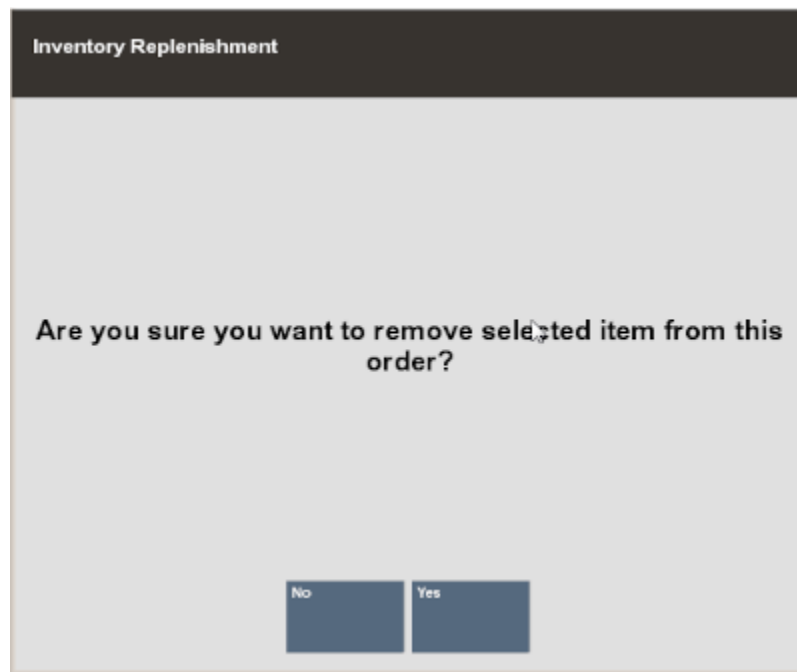 Inventory Replenishment
Are you sure you want to remove selected item from this
order?
No
Yes